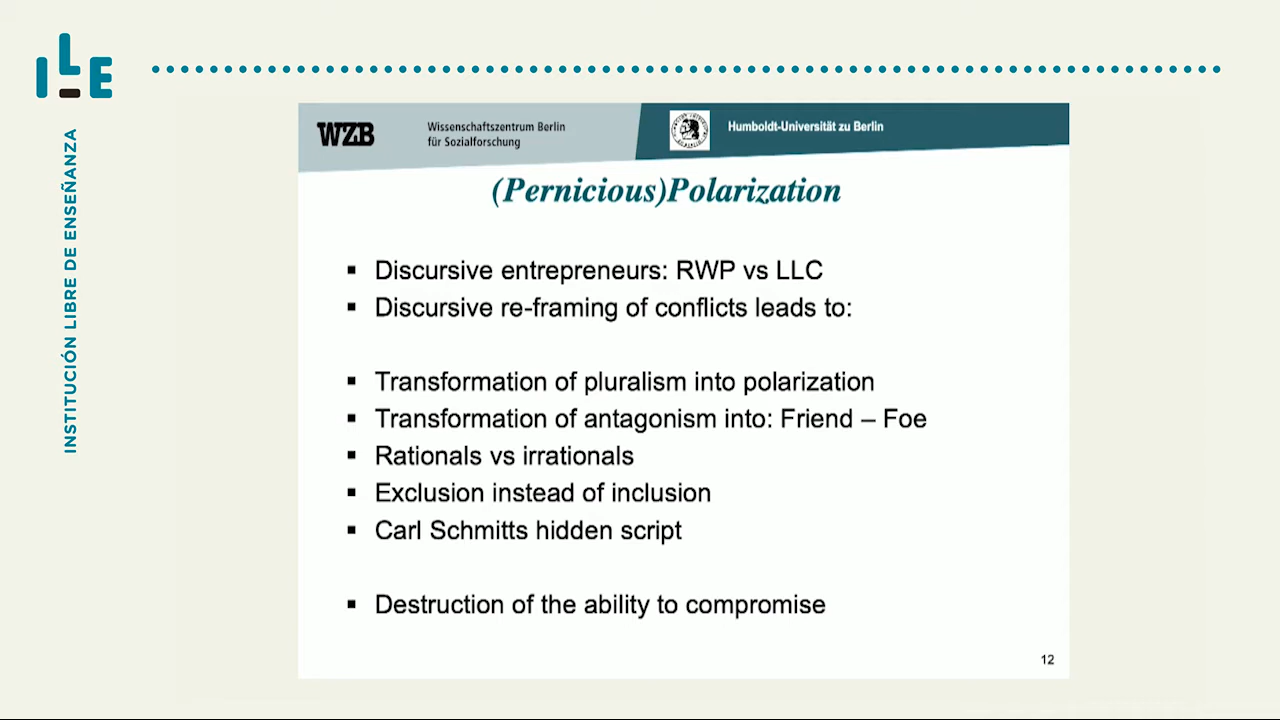 ILE
INSTITUCIÓN LIBRE DE ENSEÑANZA
WZB
Wissenschaftszentrum Berlin
für Sozialforschung
Humboldt-Universität zu Berlin
(Pernicious)Polarization
Discursive entrepreneurs: RWP vs LLC
Discursive re-framing of conflicts leads to:
Transformation of pluralism into polarization
Transformation of antagonism into: Friend – Foe
Rationals vs irrationals
Exclusion instead of inclusion
Carl Schmitts hidden script
Destruction of the ability to compromise
12